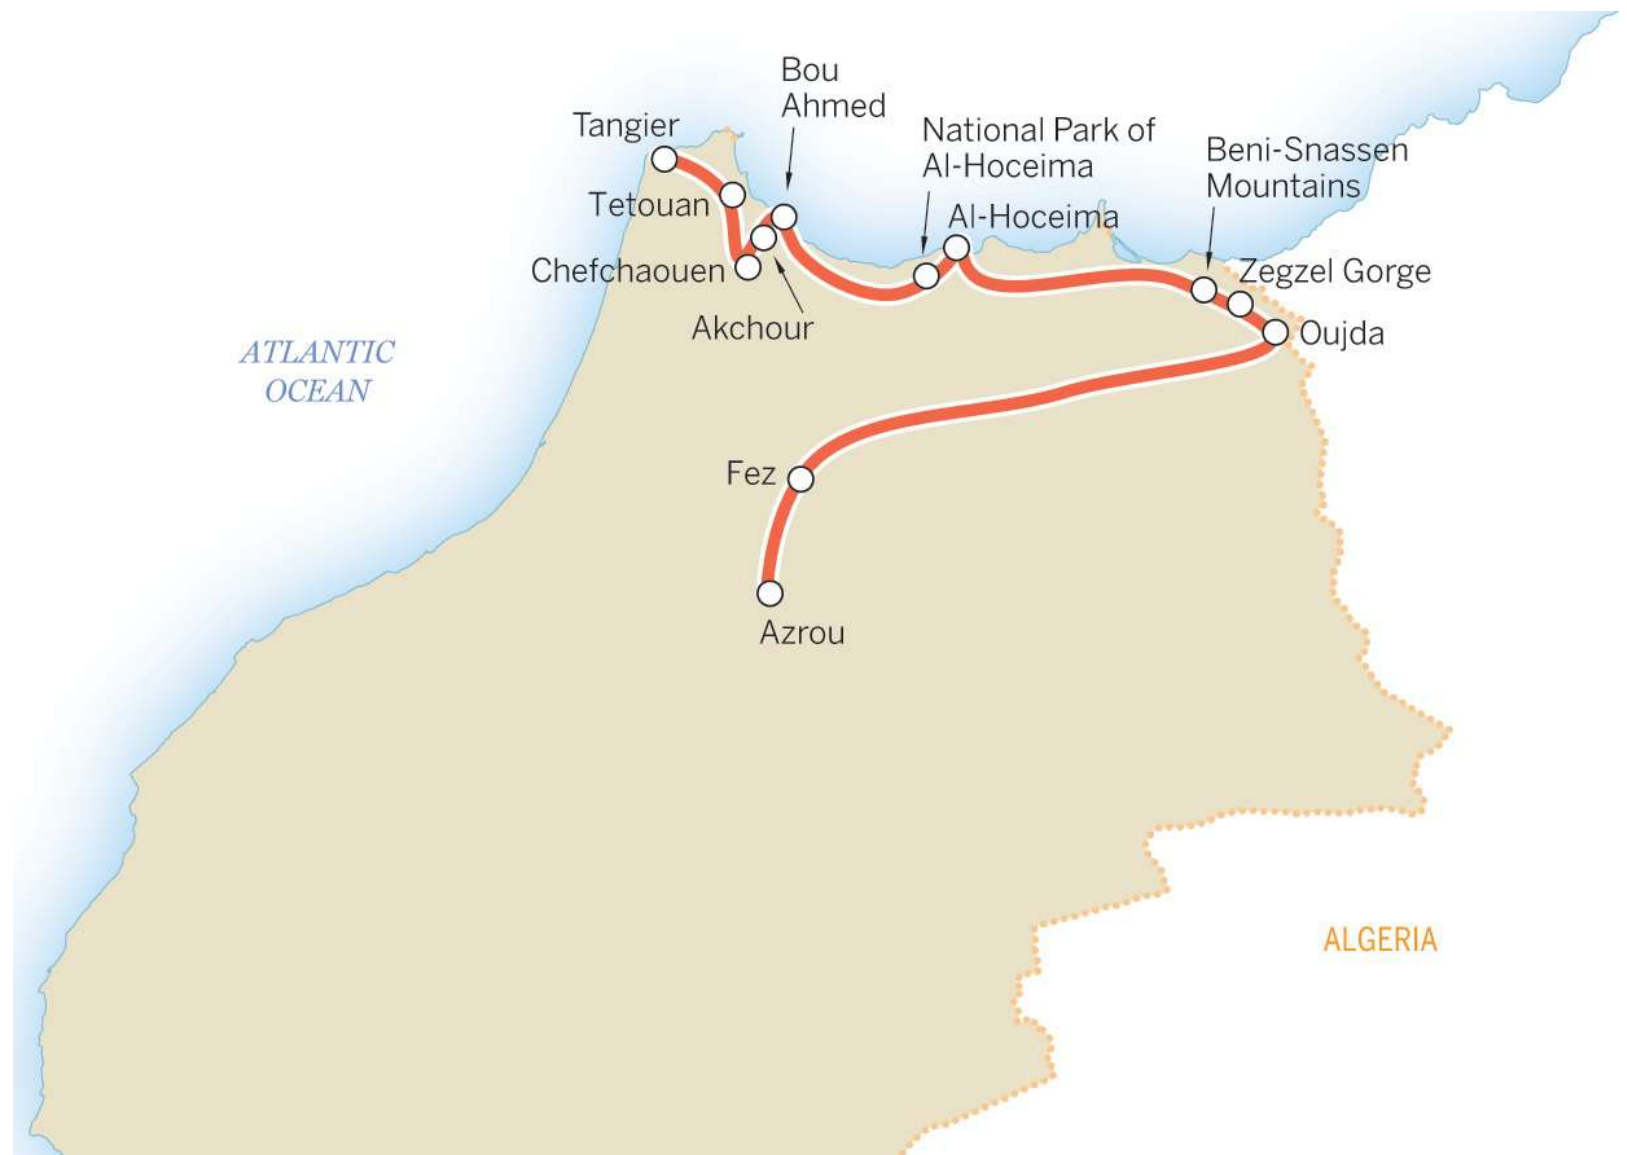 Bou
Ahmed
Tangier
National Park of
Al-Hoceima
Beni-Snassen
Mountains
Tetouan
Al-Hoceima
Chefchaouen
Zegzel Gorge
Akchour
Oujda
ATLANTIC
OCEAN
Fez
Azrou
ALGERIA